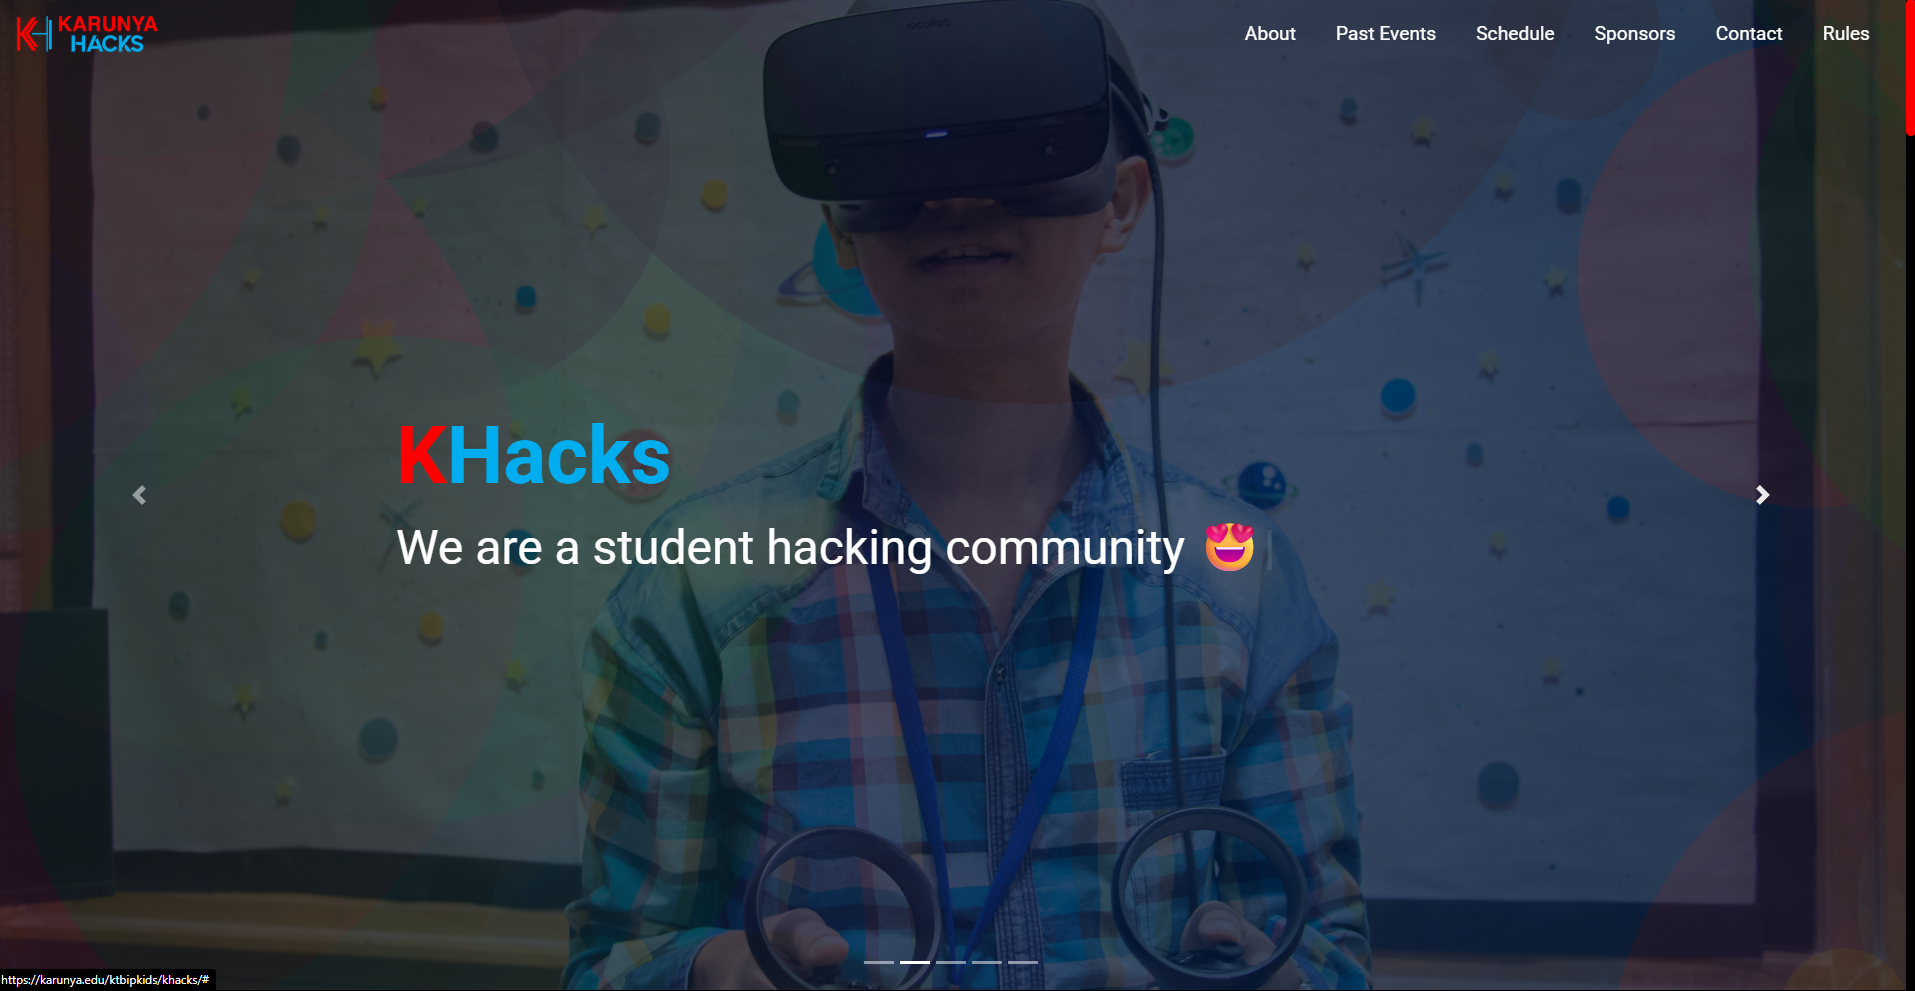 KARUNYA
HACKS
oculus
About Past Events Schedule Sponsors Contact Rules
KHacks
We are a student hacking community 😍
https://karunya.edu/ktbipkids/khacks/#